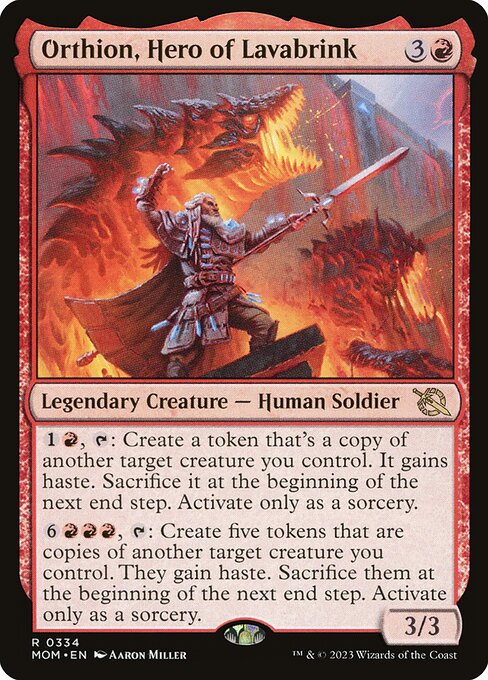 Orthion, Hero of Lavabrink 3
Legendary Creature — Human Soldier
1, : Create a token that's a copy of
another target creature you control. It gains
haste. Sacrifice it at the beginning of the
next end step. Activate only as a sorcery.
6, : Create five tokens that are
copies of another target creature you
control. They gain haste. Sacrifice them at
the beginning of the next end step. Activate
only as a sorcery.
3/3
R 0334
MOM • EN Aaron Miller
™ & © 2023 Wizards of the Coast